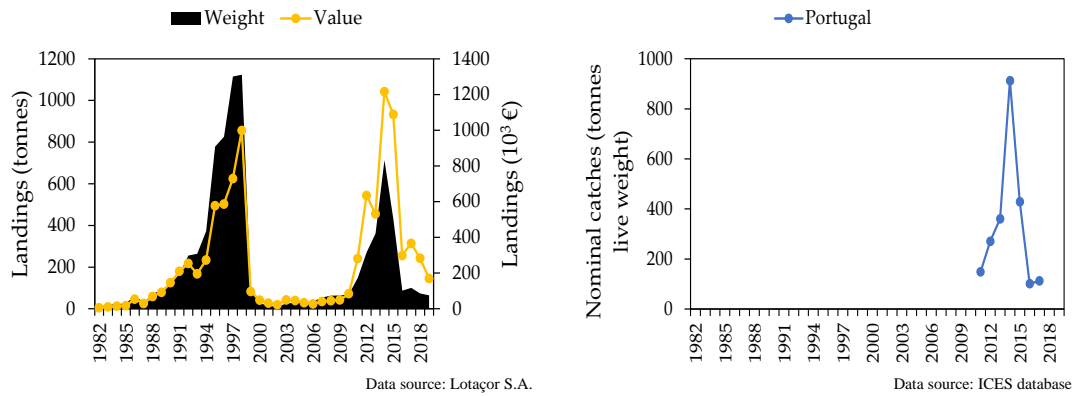 Weight Value
Landings (tonnes)
1200
1000
800
600
400
200
0
1400
1200
1000
800
600
400
200
0
Landings (10³ €)
1982 1985 1988 1991 1994 1997 2000 2003 2006 2009 2012 2015 2018
Data source: Lotaçor S.A.
Portugal
Nominal catches (tonnes
live weight)
1000
800
600
400
200
0
1982 1985 1988 1991 1994 1997 2000 2003 2006 2009 2012 2015 2018
Data source: ICES database